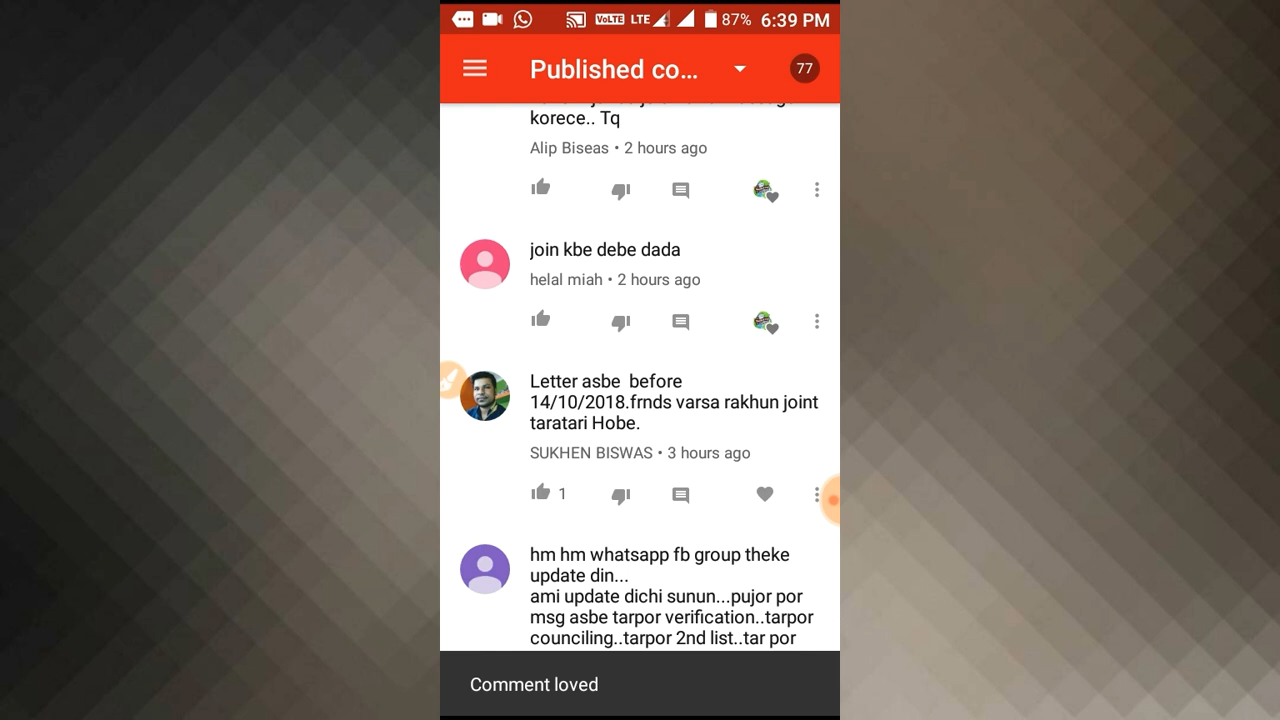 VoLTE LTE 87% 6:39 PM
Published co... 77
korece.. Tq
Alip Biseas • 2 hours ago
join kbe debe dada
helal miah • 2 hours ago
Letter asbe  before
14/10/2018.frnds varsa rakhun joint
taratari Hobe.
SUKHEN BISWAS • 3 hours ago
1
hm hm whatsapp fb group theke
update din...
ami update dichi sunun...pujor por
msg asbe tarpor verification..tarpor
counciling..tarpor 2nd list..tar por
Comment loved